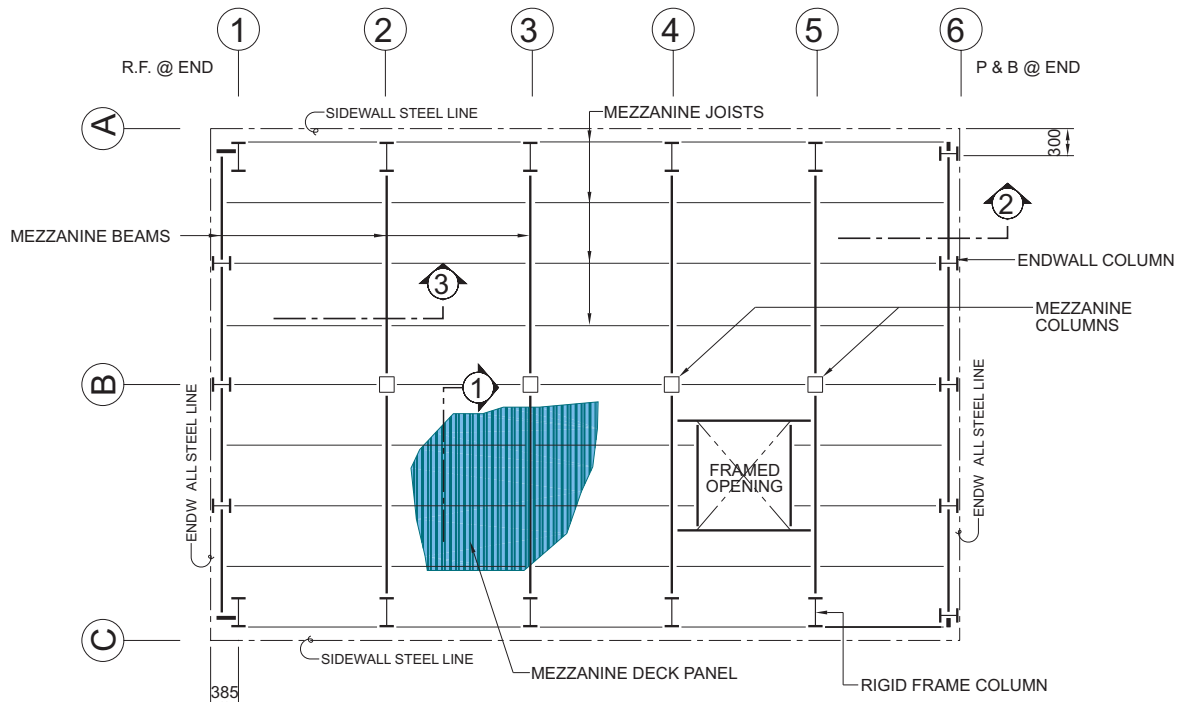 1 2 3 4 5 6
R.F. @ END
P & B @ END
A
SIDEWALL STEEL LINE
MEZZANINE JOISTS
300
2
MEZZANINE BEAMS
ENDWALL COLUMN
3
MEZZANINE
COLUMNS
B
1
ENDW ALL STEEL LINE
ENDW ALL STEEL LINE
FRAMED
OPENING
C
SIDEWALL STEEL LINE
MEZZANINE DECK PANEL
RIGID FRAME COLUMN
385